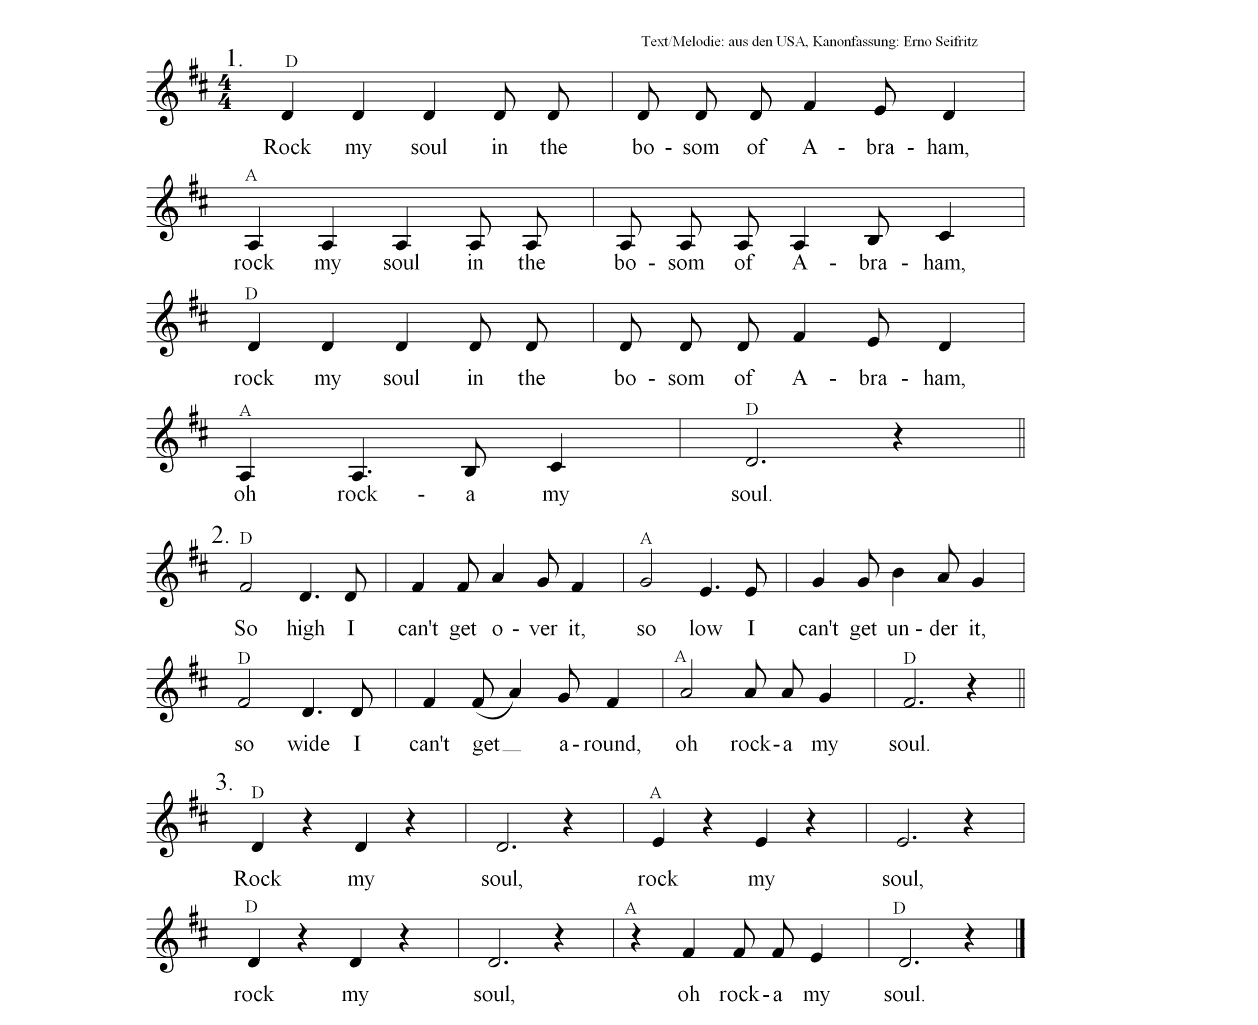 Text/Melodie: aus den USA, Kanonfassung: Erno Seifritz
1. D
4
4
Rock my soul in the bo - som of A - bra - ham,
A
rock my soul in the bo - som of A - bra - ham,
D
rock my soul in the bo - som of A - bra - ham,
A D
oh rock - a my soul.
2. D A
So high I can't get o - ver it, so low I can't get un - der it,
D A D
so wide I can't get __ a - round, oh rock - a my soul.
3. D A
Rock my soul, rock my soul,
D A D
rock my soul, oh rock - a my soul.